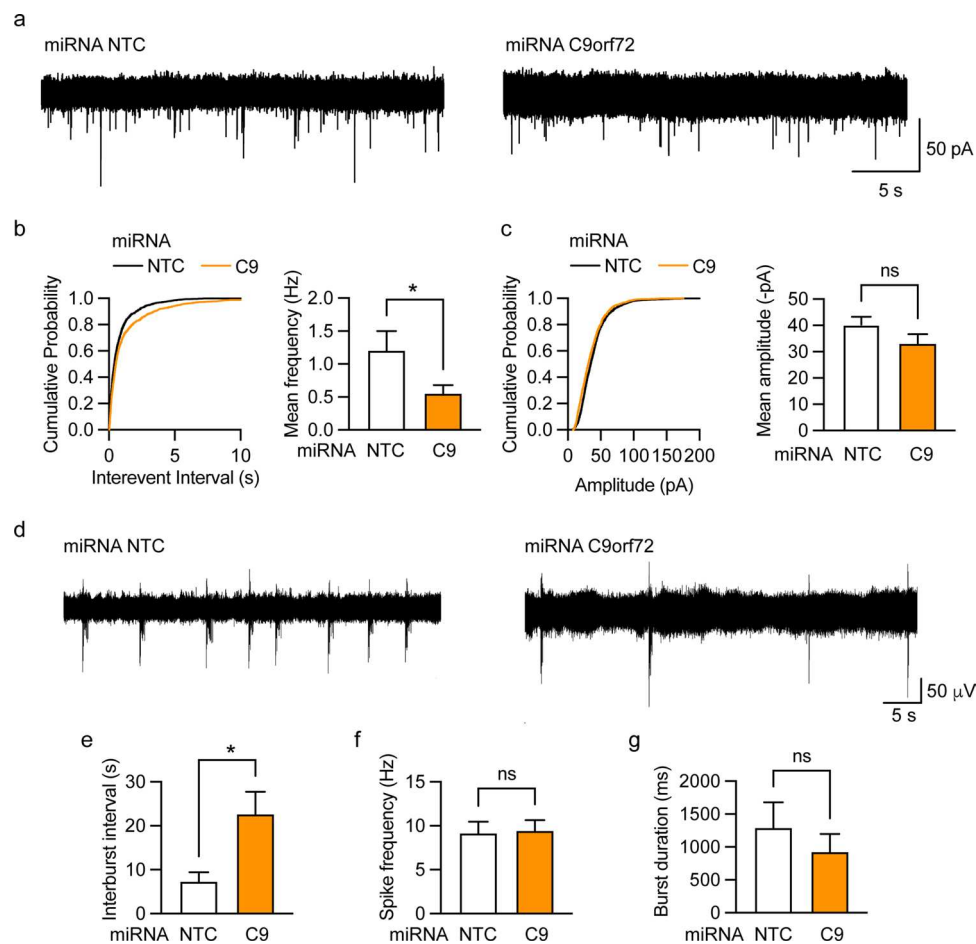 a
miRNA NTC
miRNA C9orf72
50 pA
5 s
b
miRNA
NTC C9
Cumulative Probability
1.0
0.8
0.6
0.4
0.2
0.0
0 5 10
Interevent Interval (s)
Mean frequency (Hz)
2.0
1.5
1.0
0.5
0.0
*
miRNA NTC C9
c
miRNA
NTC C9
Cumulative Probability
1.0
0.8
0.6
0.4
0.2
0.0
0 50 100 150 200
Amplitude (pA)
Mean amplitude (-pA)
50
40
30
20
10
0
ns
miRNA NTC C9
d
miRNA NTC
miRNA C9orf72
50 μV
5 s
e
Interburst interval (s)
30
20
10
0
*
miRNA NTC C9
f
Spike frequency (Hz)
15
10
5
0
ns
miRNA NTC C9
g
Burst duration (ms)
2000
1500
1000
500
0
ns
miRNA NTC C9